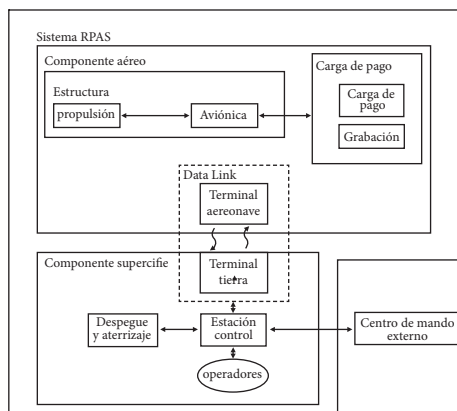 Sistema RPAS
Componente aéreo
Estructura
propulsión
Aviónica
Carga de pago
Carga de
pago
Grabación
Data Link
Terminal
aereonave
Componente supercifie
Terminal
tierra
Despegue
y aterrizaje
Estación
control
Centro de mando
externo
operadores